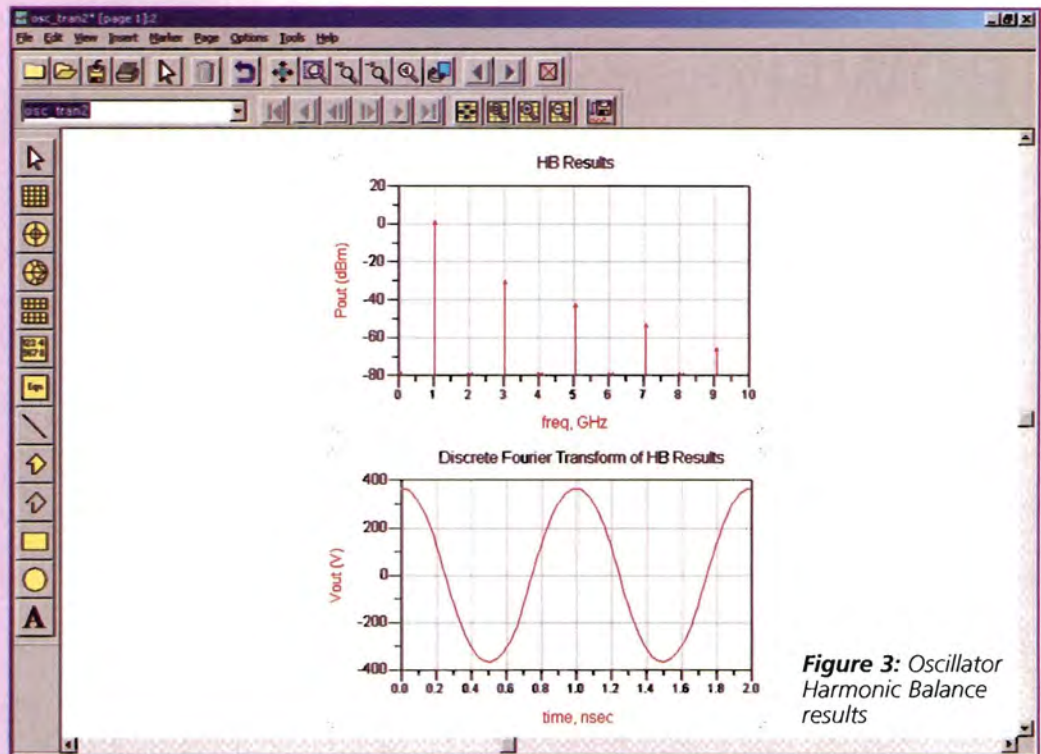 osc_tran2* [page 1]:2
File Edit View Insert Marker Page Options Tools Help
osc_tran2
Eqn
A
HB Results
Pout (dBm)
20
0
-20
-40
-60
-80
0 1 2 3 4 5 6 7 8 9 10
freq, GHz
Discrete Fourier Transform of HB Results
Vout (V)
400
200
0
-200
-400
0.0 0.2 0.4 0.6 0.8 1.0 1.2 1.4 1.6 1.8 2.0
time, nsec
Figure 3: Oscillator
Harmonic Balance
results